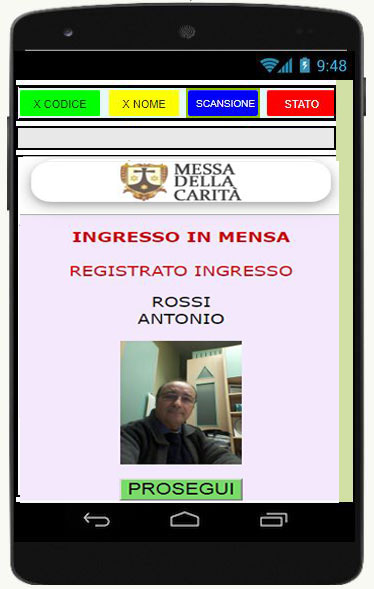 9:48
X CODICE X NOME SCANSIONE STATO
MESSA
DELLA
CARITÀ
INGRESSO IN MENSA
REGISTRATO INGRESSO
ROSSI
ANTONIO
PROSEGUI